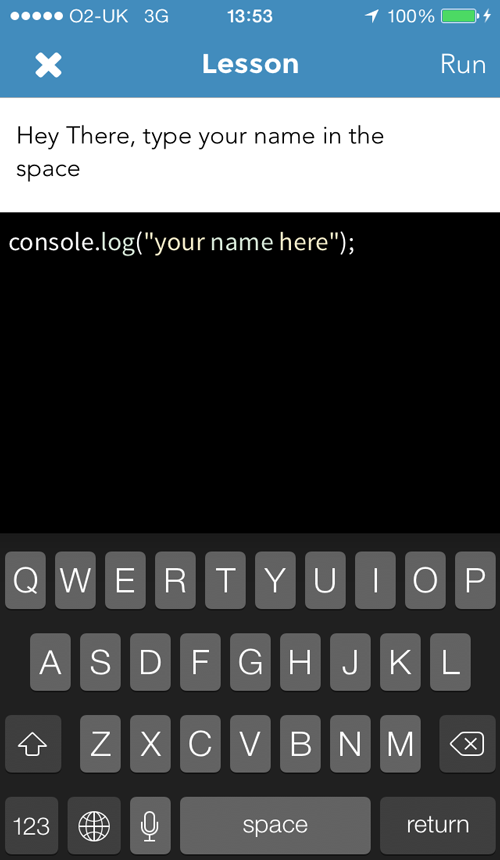 O2-UK 3G 13:53 100%
Lesson Run
Hey There, type your name in the
space
console.log("your name here");
Q W E R T Y U I O P
A S D F G H J K L
Z X C V B N M
123 space return